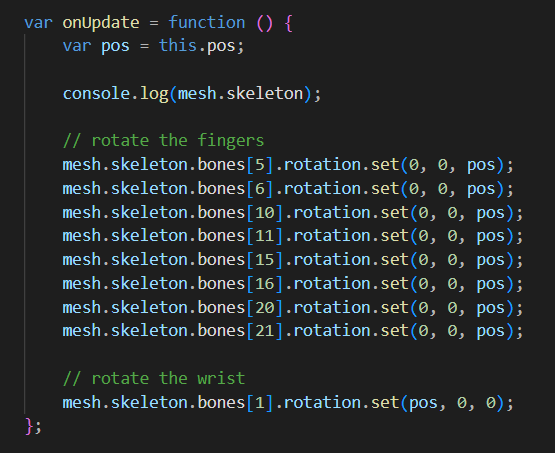 var onUpdate = function () {
var pos = this.pos;
console.log(mesh.skeleton);
// rotate the fingers
mesh.skeleton.bones[5].rotation.set(0, 0, pos);
mesh.skeleton.bones[6].rotation.set(0, 0, pos);
mesh.skeleton.bones[10].rotation.set(0, 0, pos);
mesh.skeleton.bones[11].rotation.set(0, 0, pos);
mesh.skeleton.bones[15].rotation.set(0, 0, pos);
mesh.skeleton.bones[16].rotation.set(0, 0, pos);
mesh.skeleton.bones[20].rotation.set(0, 0, pos);
mesh.skeleton.bones[21].rotation.set(0, 0, pos);
// rotate the wrist
mesh.skeleton.bones[1].rotation.set(pos, 0, 0);
};